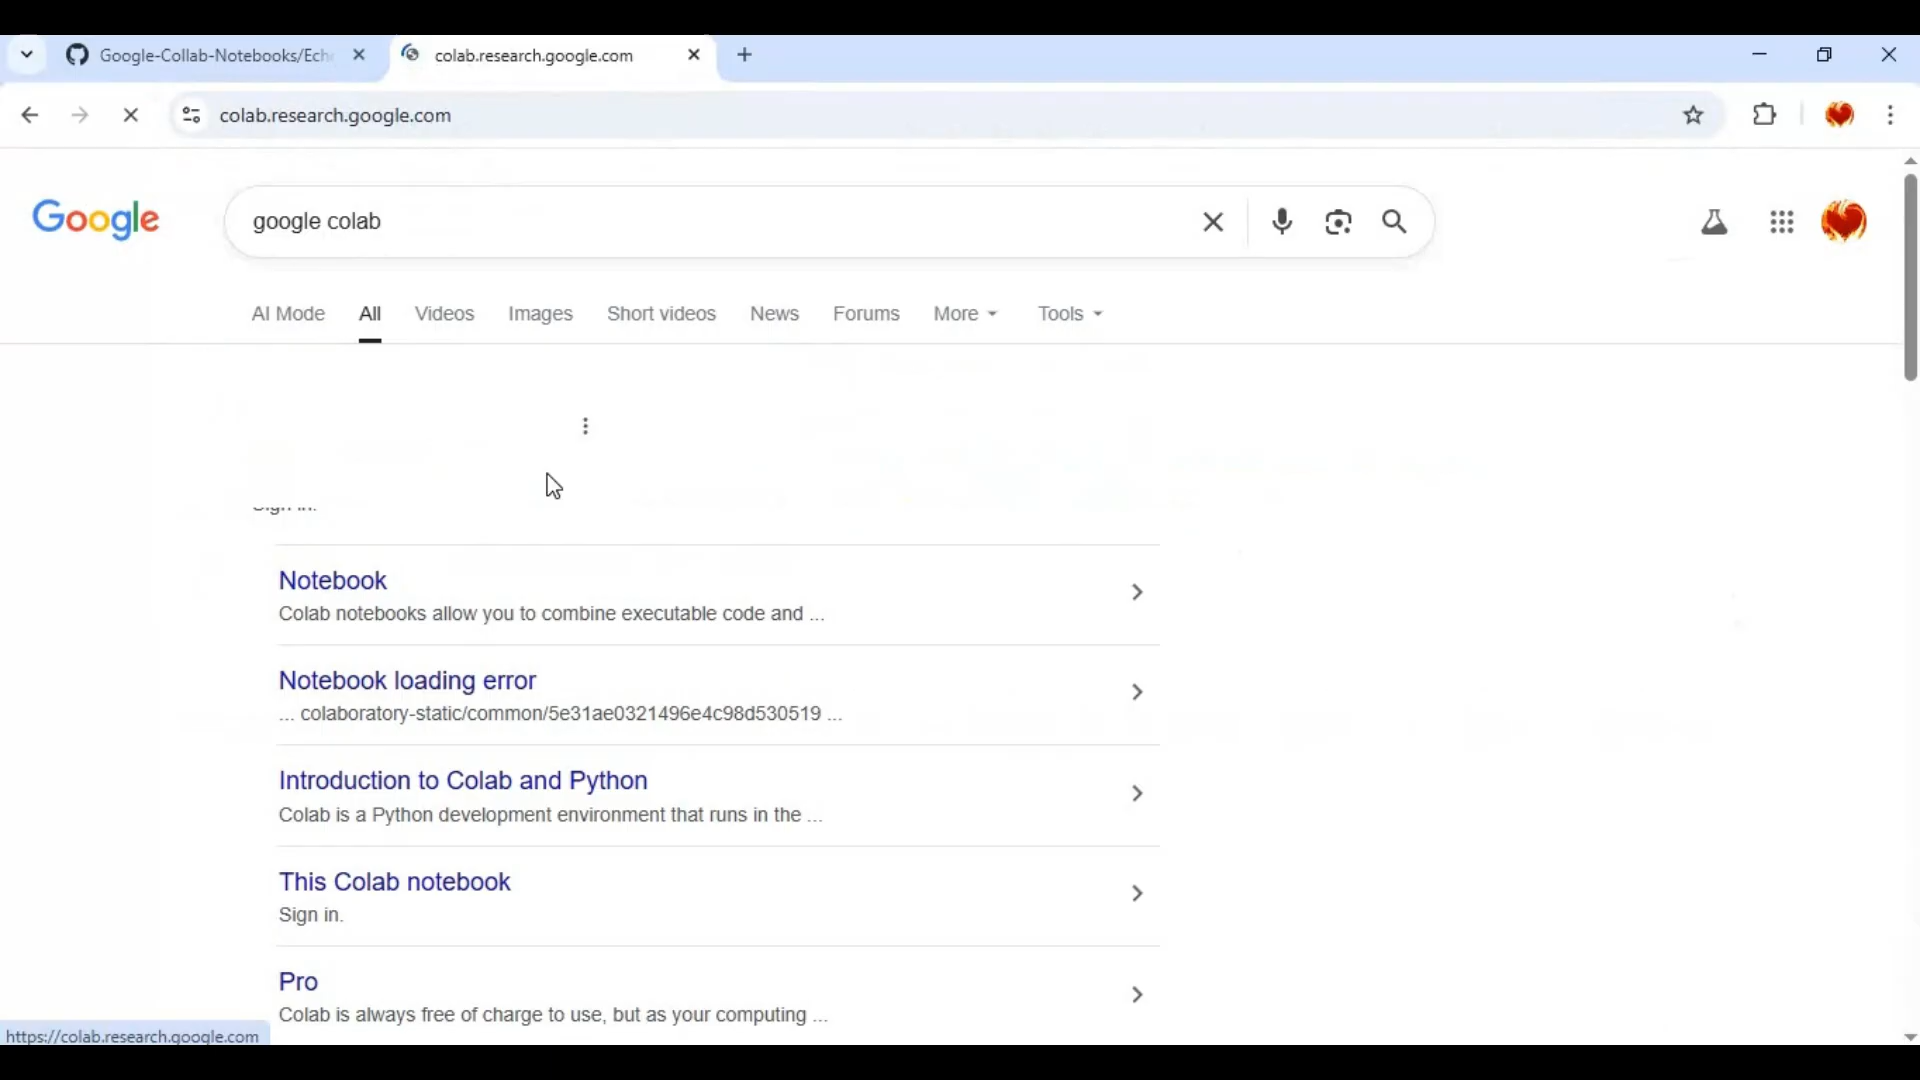 Google-Collab-Notebooks/Ech
colab.research.google.com
colab.research.google.com
Google
google colab
AI Mode
All
Videos
Images
Short videos
News
Forums
More
Tools
Sign in.
Notebook
Colab notebooks allow you to combine executable code and ...
Notebook loading error
... colaboratory-static/common/5e31ae0321496e4c98d530519 ...
Introduction to Colab and Python
Colab is a Python development environment that runs in the ...
This Colab notebook
Sign in.
Pro
Colab is always free of charge to use, but as your computing ...
https://colab.research.google.com